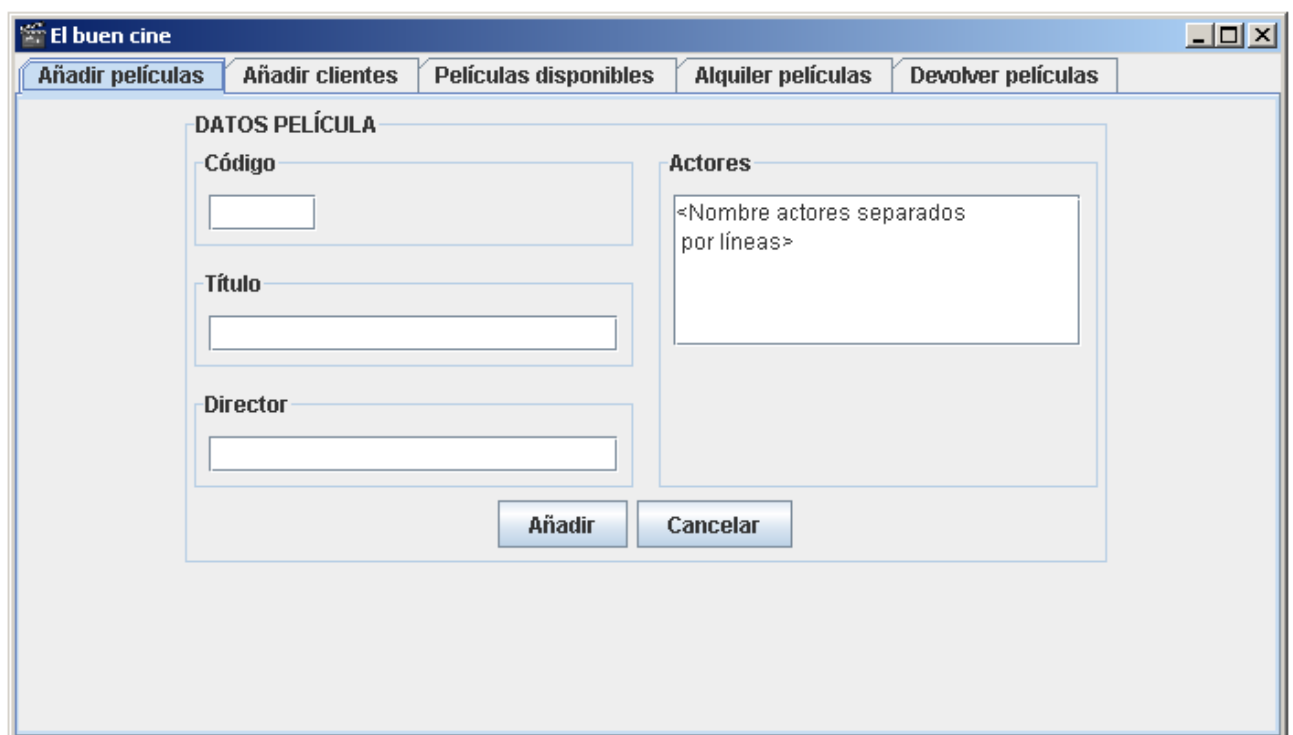 El buen cine
Añadir películas Añadir clientes Películas disponibles Alquiler películas Devolver películas
DATOS PELÍCULA
Código
Título
Director
Actores
<Nombre actores separados
por líneas>
Añadir Cancelar